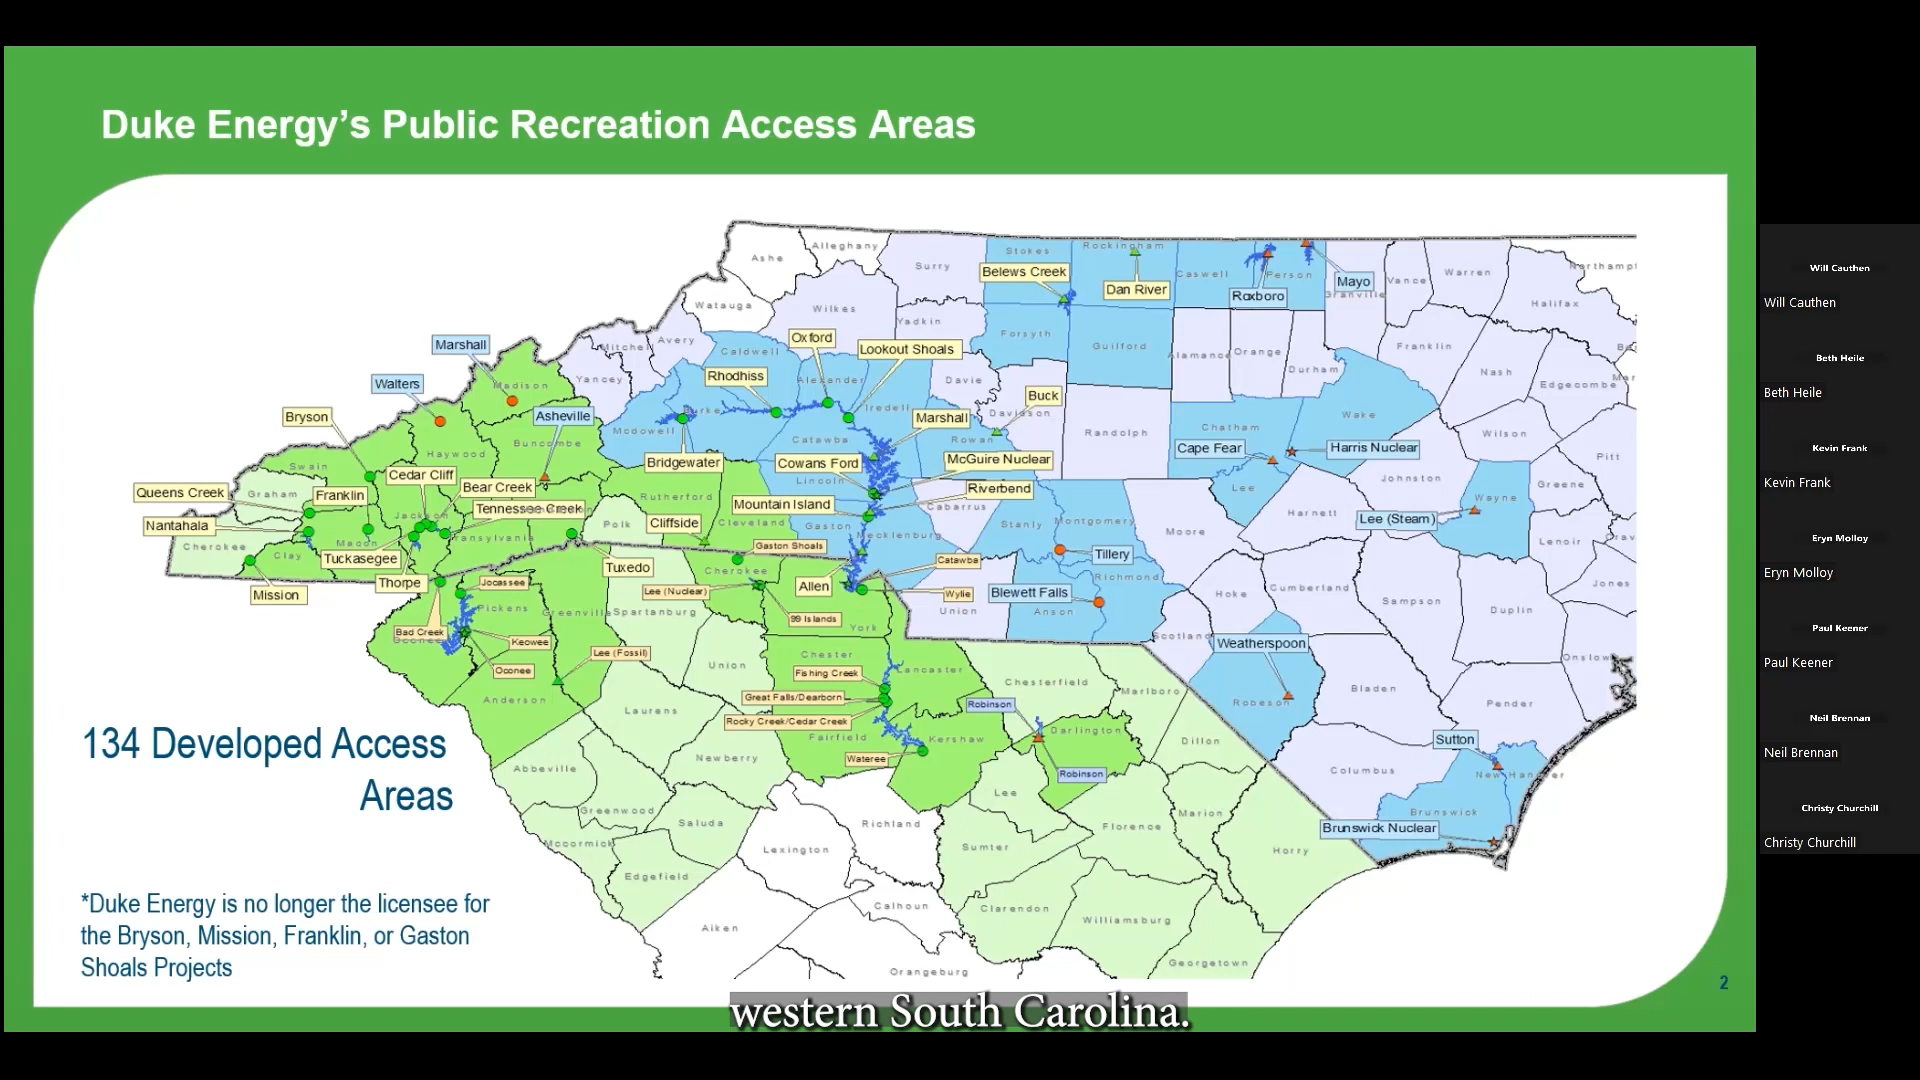 Duke Energy's Public Recreation Access Areas
Ashe
Alleghany
Surry
Stokes
Rockingham
Caswell
Person
Granville
Vance
Warren
Halifax
Belews Creek
Dan River
Roxboro
Mayo
Watauga
Wilkes
Yadkin
Forsyth
Guilford
Alamance
Orange
Durham
Franklin
Nash
Edgecombe
Marshall
Mitchell
Avery
Caldwell
Oxford
Lookout Shoals
Alexander
Davie
Walters
Madison
Yancey
Rhodhiss
Iredell
Buck
Davidson
Bryson
Asheville
Burke
Marshall
Rowan
Randolph
Chatham
Wake
Wilson
Pitt
Mcdowell
Catawba
Buncombe
Haywood
Swain
Cedar Cliff
Bear Creek
Bridgewater
Cowans Ford
McGuire Nuclear
Cape Fear
Harris Nuclear
Lee
Johnston
Greene
Wayne
Queens Creek
Graham
Franklin
Tennessee Creek
Rutherford
Lincoln
Mountain Island
Riverbend
Cabarrus
Stanly
Montgomery
Moore
Harnett
Lee (Steam)
Lenoir
Nantahala
Jackson
Polk
Cliffside
Cleveland
Gaston
Mecklenburg
Cherokee
Clay
Macon
Tuckasegee
Gaston Shoals
Tillery
Richmond
Mission
Thorpe
Jocassee
Tuxedo
Cherokee
Allen
Catawba
Wylie
Union
Blewett Falls
Anson
Hoke
Cumberland
Sampson
Duplin
Jones
Lee (Nuclear)
Pickens
Greenville
Spartanburg
99 Islands
York
Scotland
Bad Creek
Keowee
Oconee
Lee (Fossil)
Union
Chester
Lancaster
Weatherspoon
Robeson
Bladen
Onslow
Pender
Fishing Creek
Great Falls/Dearborn
Rocky Creek/Cedar Creek
Fairfield
Kershaw
Wateree
Chesterfield
Marlboro
Robinson
Darlington
Dillon
Robinson
Anderson
Laurens
Newberry
Abbeville
Greenwood
Saluda
Mccormick
Edgefield
Lexington
Richland
Lee
Sumter
Florence
Marion
Horry
Columbus
Sutton
New Hanover
Brunswick
Brunswick Nuclear
Aiken
Calhoun
Clarendon
Williamsburg
Georgetown
Orangeburg
134 Developed Access
Areas
*Duke Energy is no longer the licensee for
the Bryson, Mission, Franklin, or Gaston
Shoals Projects
2
western South Carolina.
Will Cauthen
Will Cauthen
Beth Heile
Beth Heile
Kevin Frank
Kevin Frank
Eryn Molloy
Eryn Molloy
Paul Keener
Paul Keener
Neil Brennan
Neil Brennan
Christy Churchill
Christy Churchill